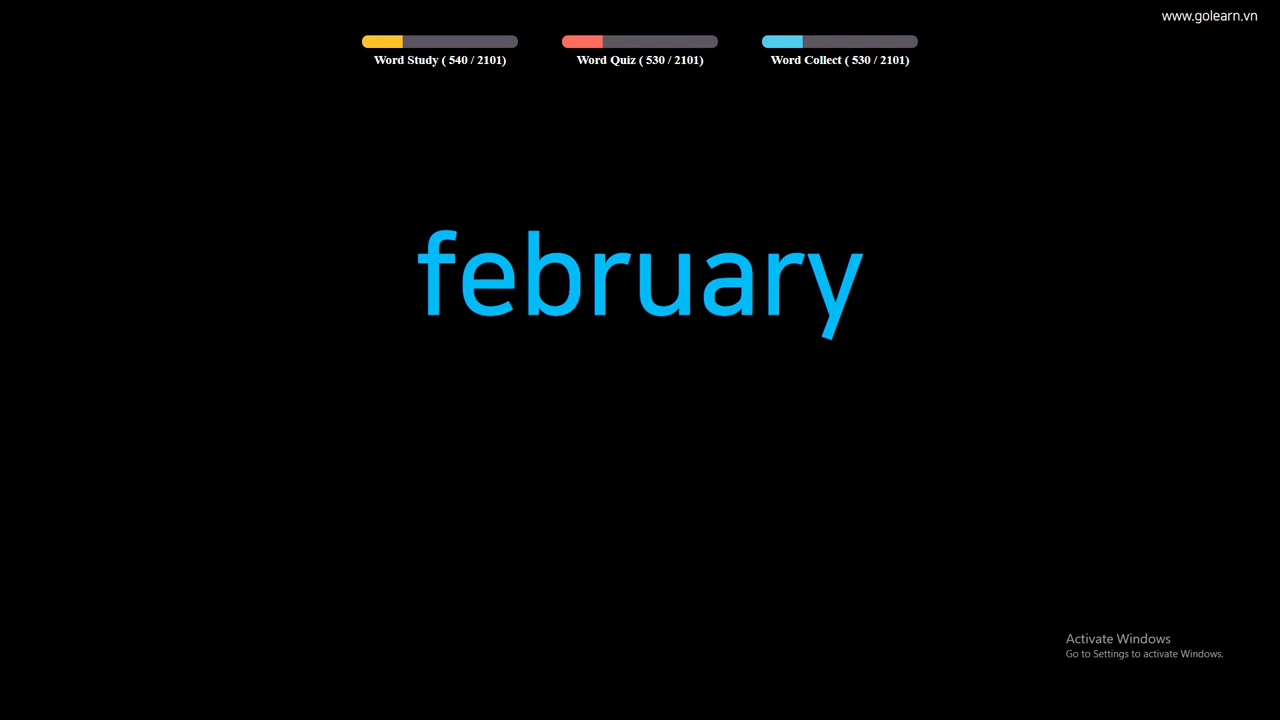 www.golearn.vn
Word Study ( 540 / 2101)
Word Quiz ( 530 / 2101)
Word Collect ( 530 / 2101)
february
Activate Windows
Go to Settings to activate Windows.